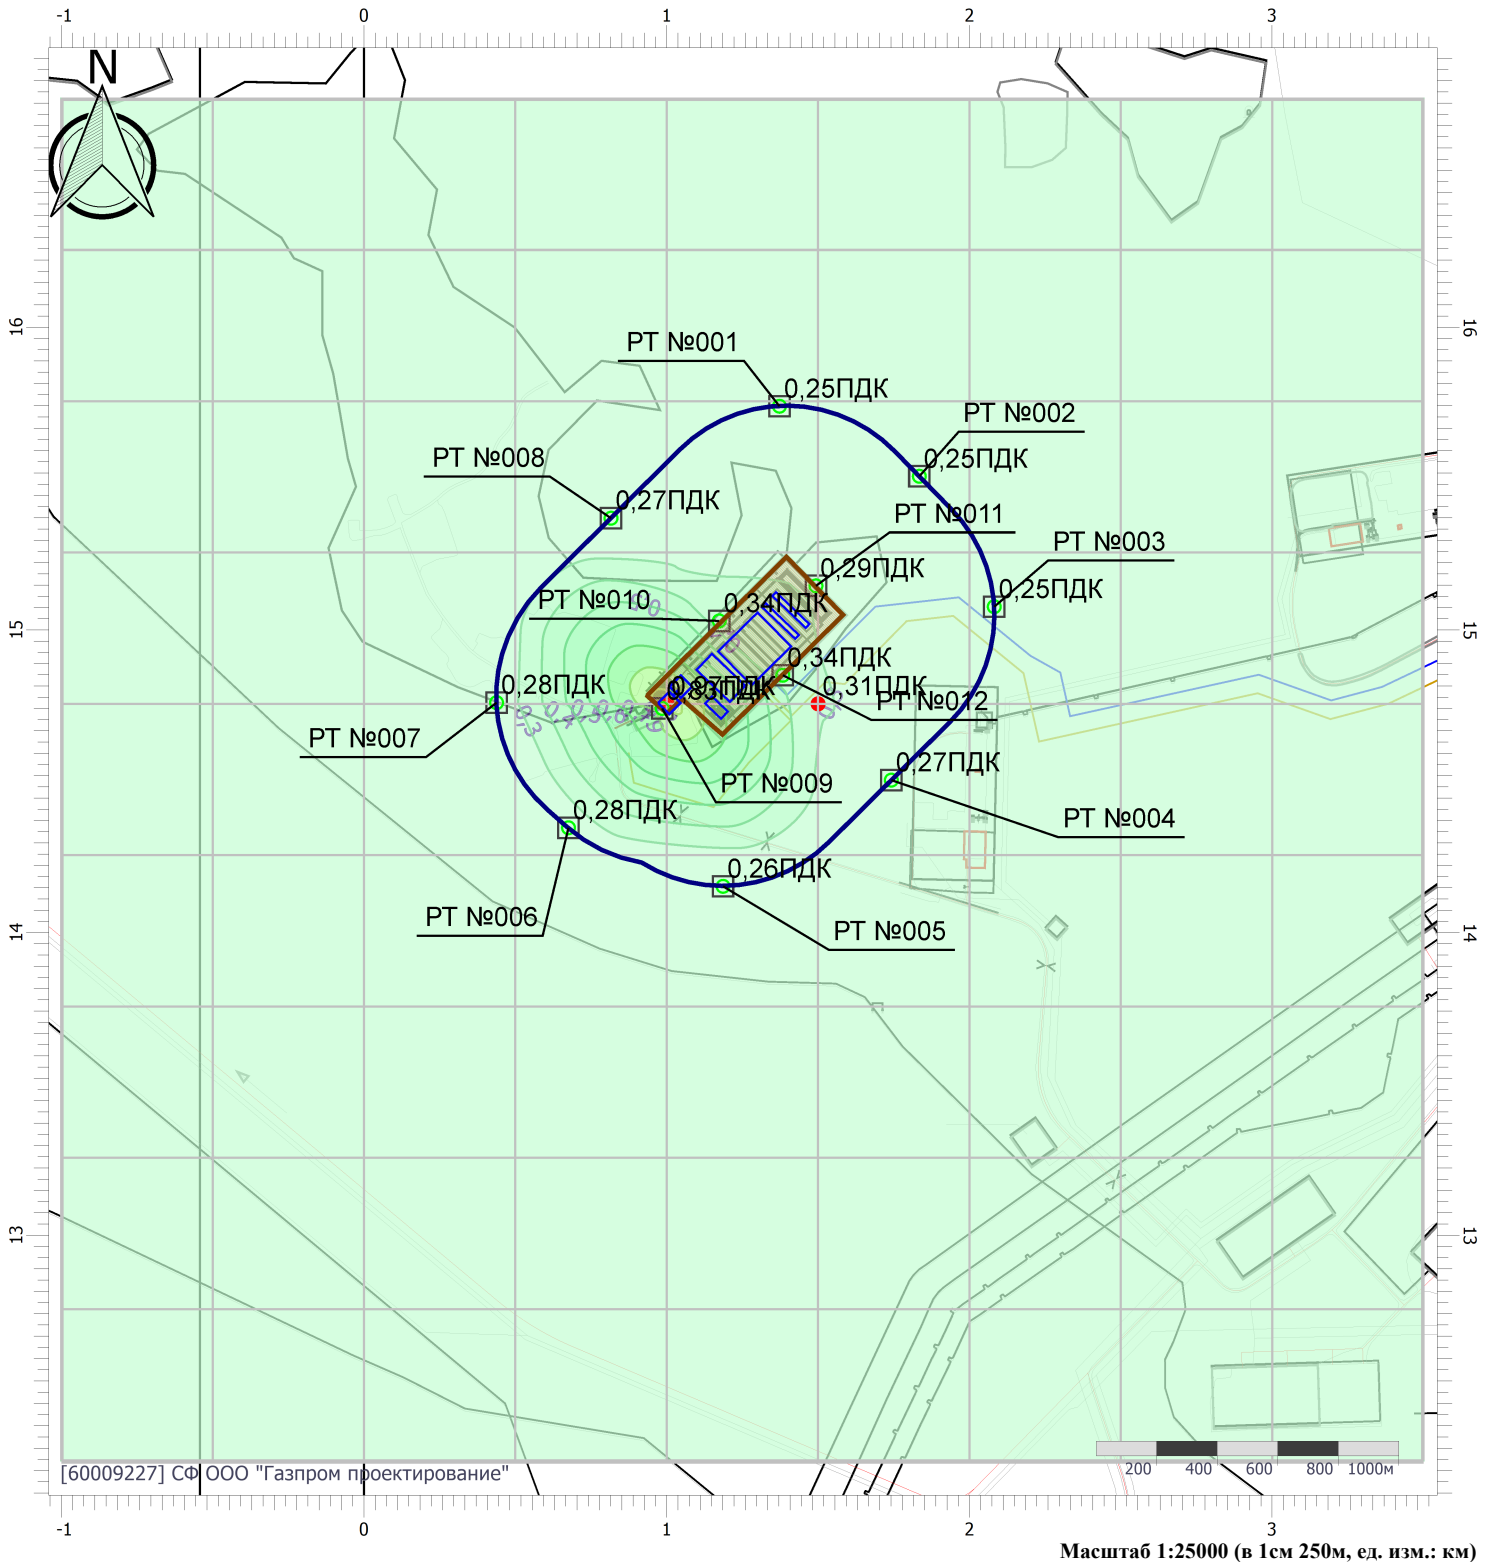 -1 0 1 2 3
N
16 16
РТ №001
0,25ПДК
РТ №002
0,25ПДК
РТ №008
0,27ПДК
РТ №011
0,29ПДК
РТ №003
0,25ПДК
РТ №010
0,34ПДК
15 15
0,34ПДК
0,28ПДК
0,31ПДК
РТ №012
0,3
РТ №007
0,27ПДК
РТ №009
0,28ПДК
РТ №004
0,26ПДК
РТ №006
РТ №005
14 14
13 13
200 400 600 800 1000м
[60009227] СФ ООО "Газпром проектирование"
-1 0 1 2 3
Масштаб 1:25000 (в 1см 250м, ед. изм.: км)